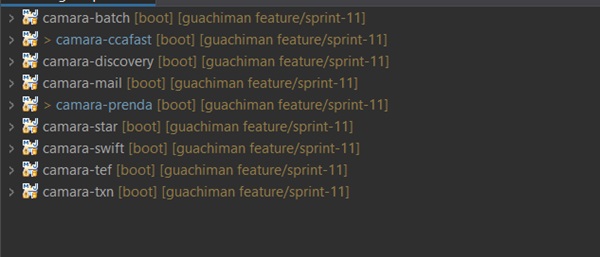 camara-batch [boot] [guachiman feature/sprint-11]
> camara-ccafast [boot] [guachiman feature/sprint-11]
camara-discovery [boot] [guachiman feature/sprint-11]
camara-mail [boot] [guachiman feature/sprint-11]
> camara-prenda [boot] [guachiman feature/sprint-11]
camara-star [boot] [guachiman feature/sprint-11]
camara-swift [boot] [guachiman feature/sprint-11]
camara-tef [boot] [guachiman feature/sprint-11]
camara-txn [boot] [guachiman feature/sprint-11]